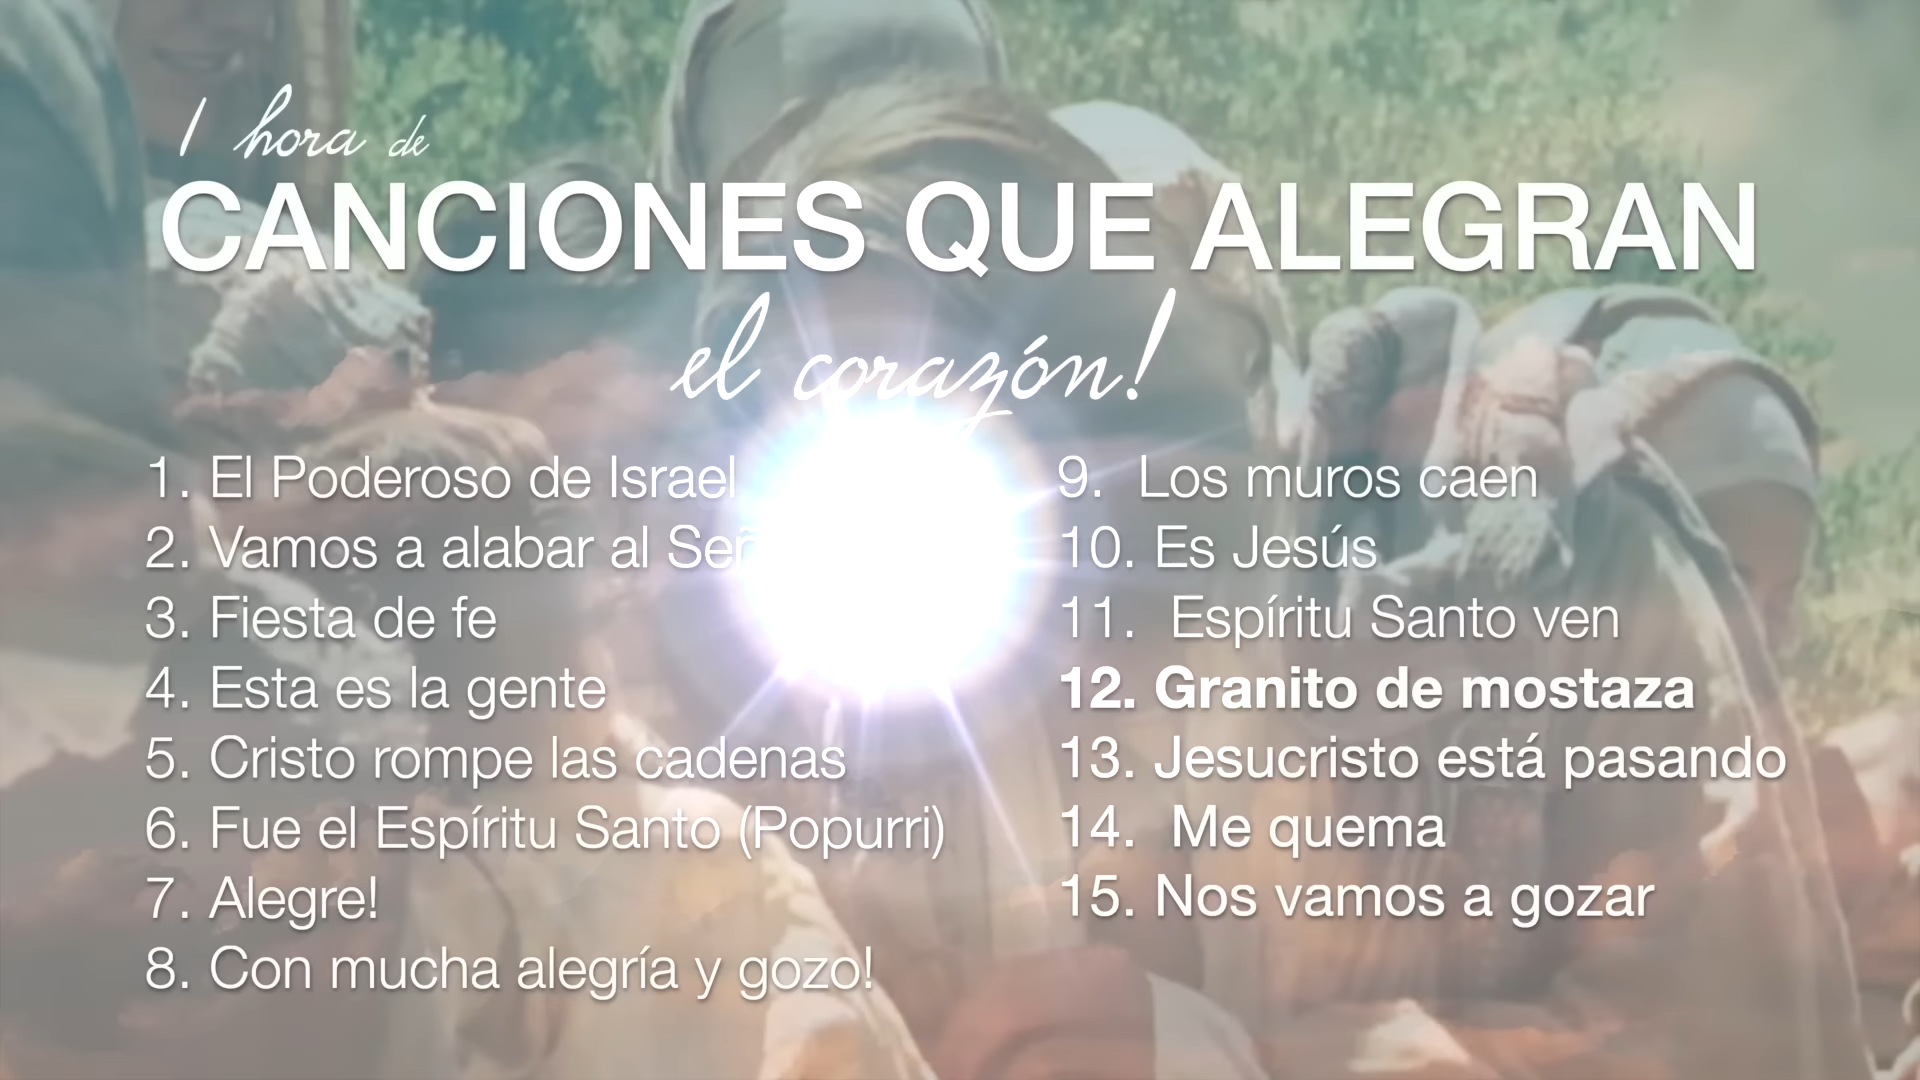 1 hora de
CANCIONES QUE ALEGRAN
el corazón!
1. El Poderoso de Israel
2. Vamos a alabar al
3. Fiesta de fe
4. Esta es la gente
5. Cristo rompe las cadenas
6. Fue el Espíritu Santo (Popurri)
7. Alegre!
8. Con mucha alegría y gozo!
9. Los muros caen
10. Es Jesús
11. Espíritu Santo ven
12. Granito de mostaza
13. Jesucristo está pasando
14. Me quema
15. Nos vamos a gozar